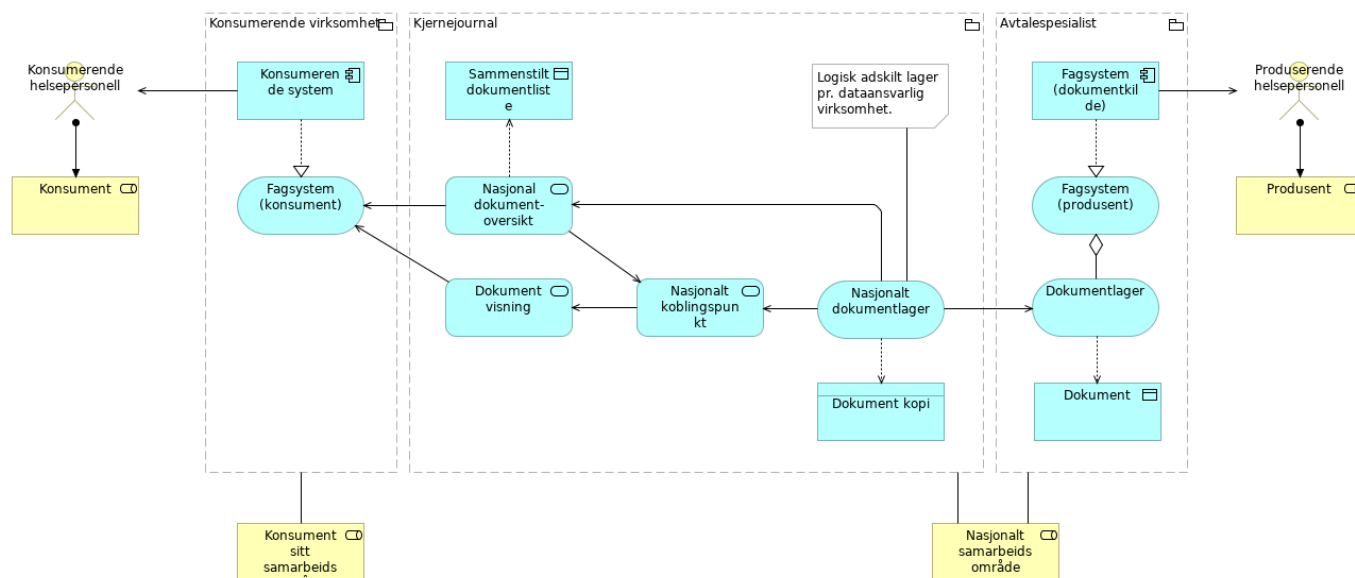 Konsumerende virksomhet
Kjernejournal
Avtalespesialist
Konsumerende
helsepersonell
Konsumeren
de system
Sammenstilt
dokumentlist
e
Logisk adskilt lager
pr. dataansvarlig
virksomhet.
Fagsystem
(dokumentkil
de)
Produserende
helsepersonell
Konsument
Fagsystem
(konsument)
Nasjonal
dokument-
oversikt
Fagsystem
(produsent)
Produsent
Dokument
visning
Nasjonalt
koblingspun
kt
Nasjonalt
dokumentlager
Dokumentlager
Dokument kopi
Dokument
Konsument
sitt
samarbeids
Nasjonalt
samarbeids
område